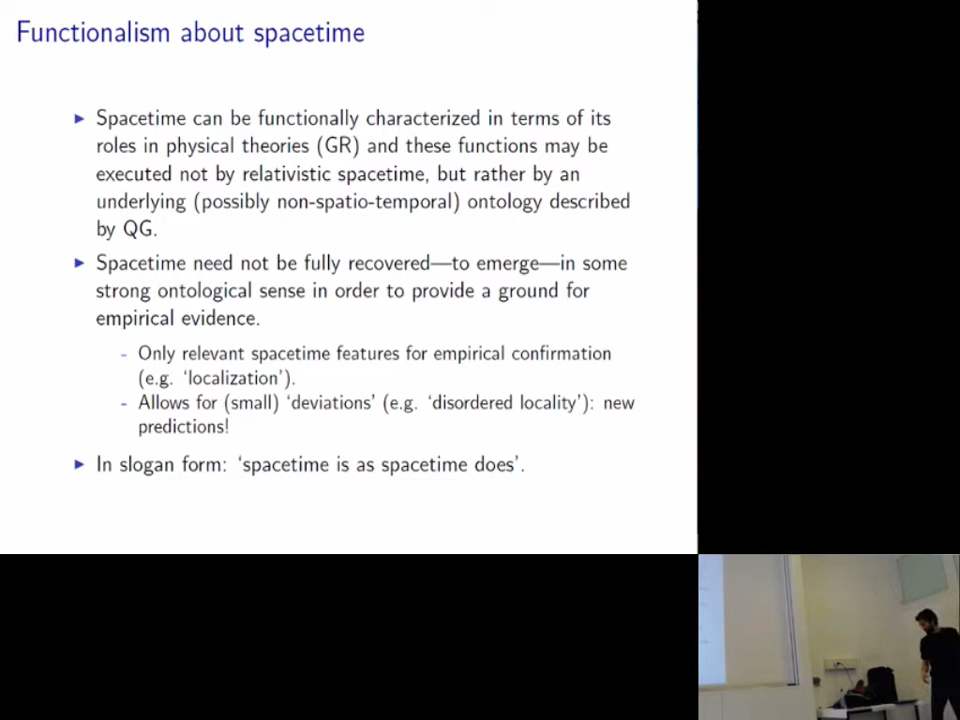 Functionalism about spacetime
▶ Spacetime can be functionally characterized in terms of its
roles in physical theories (GR) and these functions may be
executed not by relativistic spacetime, but rather by an
underlying (possibly non-spatio-temporal) ontology described
by QG.
▶ Spacetime need not be fully recovered—to emerge—in some
strong ontological sense in order to provide a ground for
empirical evidence.
- Only relevant spacetime features for empirical confirmation
(e.g. ‘localization’).
- Allows for (small) ‘deviations’ (e.g. ‘disordered locality’): new
predictions!
▶ In slogan form: ‘spacetime is as spacetime does’.